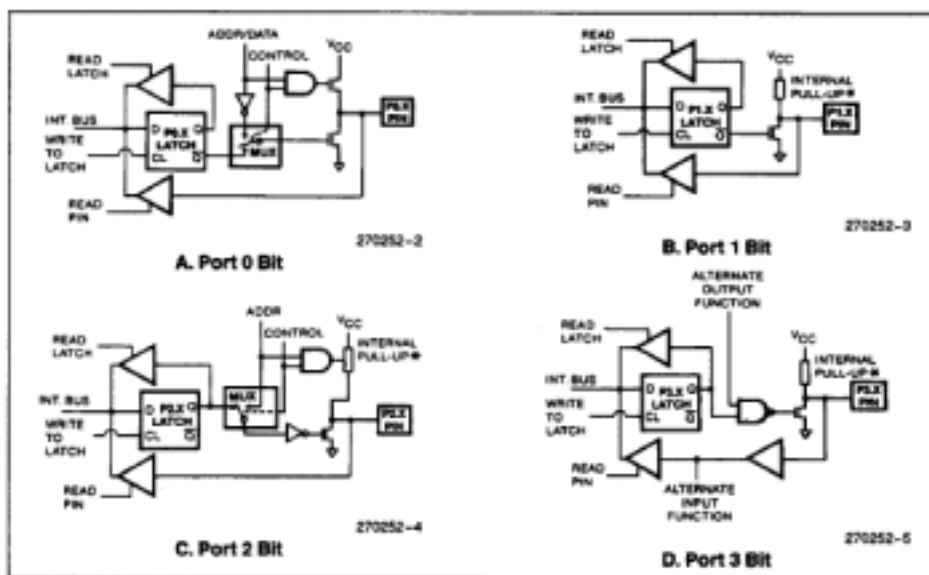 ADDR/DATA
CONTROL
VCC
READ
LATCH
INT. BUS
WRITE
TO
LATCH
D P0.X Q
LATCH
CL Q
MUX
P0.X
PIN
READ
PIN
270252-2
A. Port 0 Bit
READ
LATCH
VCC
INTERNAL
PULL-UP*
INT. BUS
WRITE
TO
LATCH
D P1.X Q
LATCH
CL Q
P1.X
PIN
READ
PIN
270252-3
B. Port 1 Bit
ADDR
CONTROL
VCC
INTERNAL
PULL-UP*
READ
LATCH
INT. BUS
WRITE
TO
LATCH
D P2.X Q
LATCH
CL Q
MUX
P2.X
PIN
READ
PIN
270252-4
C. Port 2 Bit
ALTERNATE
OUTPUT
FUNCTION
VCC
INTERNAL
PULL-UP*
READ
LATCH
INT. BUS
WRITE
TO
LATCH
D P3.X Q
LATCH
CL Q
P3.X
PIN
READ
PIN
ALTERNATE
INPUT
FUNCTION
270252-5
D. Port 3 Bit